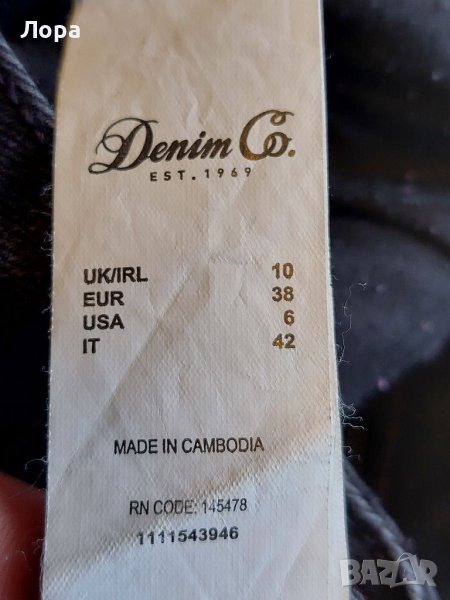 Лора
Denim Co.
EST. 1969
UK/IRL 10
EUR 38
USA 6
IT 42
MADE IN CAMBODIA
RN CODE: 145478
1111543946
BAZAR